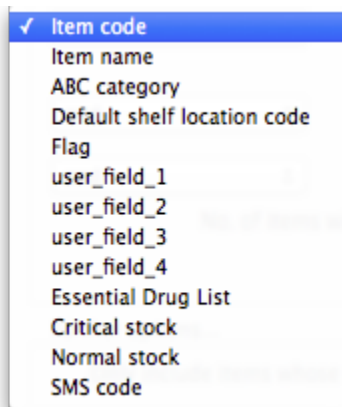 ✓ Item code
Item name
ABC category
Default shelf location code
Flag
user_field_1
user_field_2
user_field_3
user_field_4
Essential Drug List
Critical stock
Normal stock
SMS code